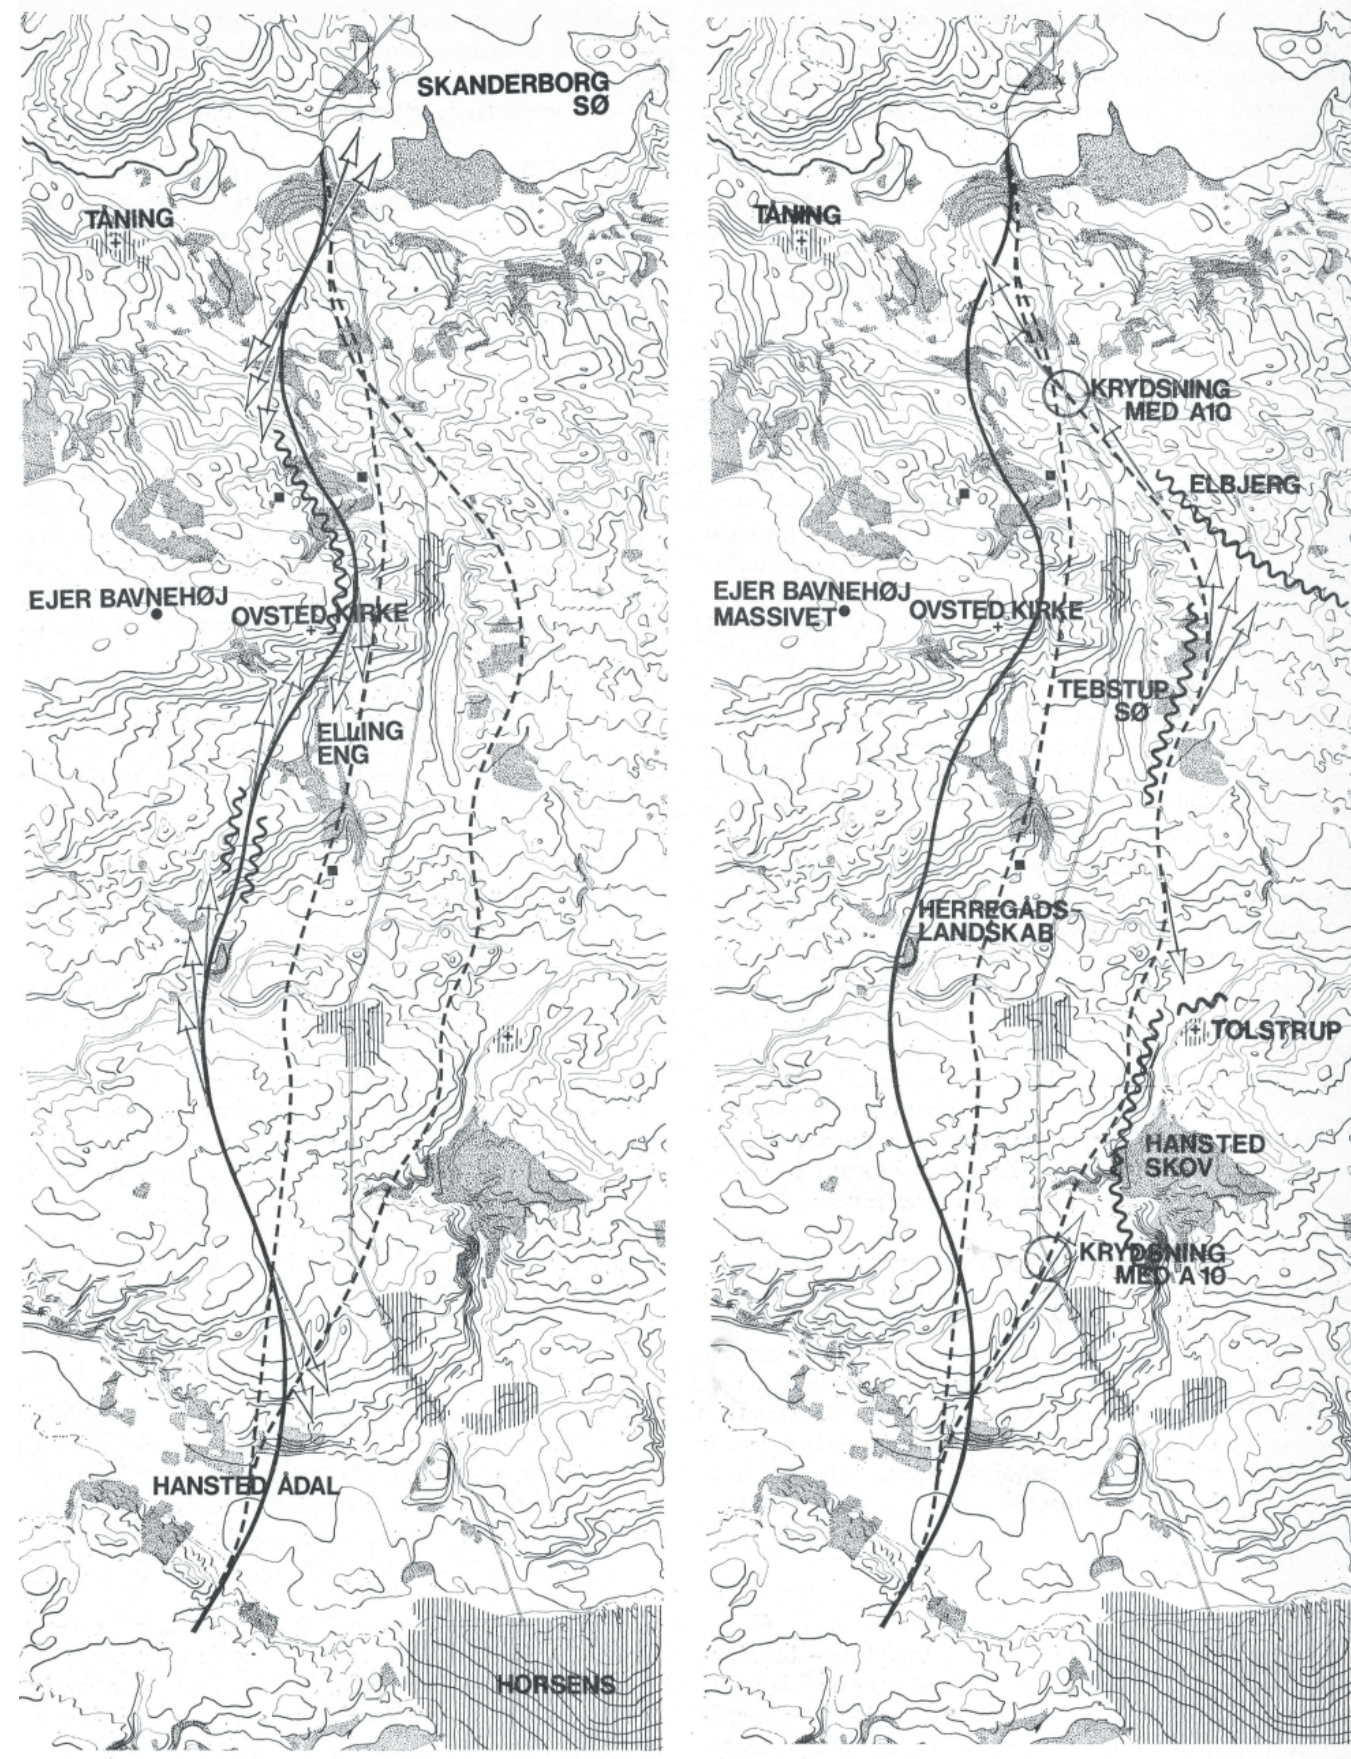 SKANDERBORG
SØ
TÅNING
EJER BAVNEHØJ
OVSTED KIRKE
ELLING
ENG
HANSTED ÅDAL
HORSENS
TÅNING
KRYDSNING
MED A10
ELBJERG
EJER BAVNEHØJ
MASSIVET
OVSTED KIRKE
TEBSTUP
SØ
HERREGÅDS-
LANDSKAB
TOLSTRUP
HANSTED
SKOV
KRYDSNING
MED A 10